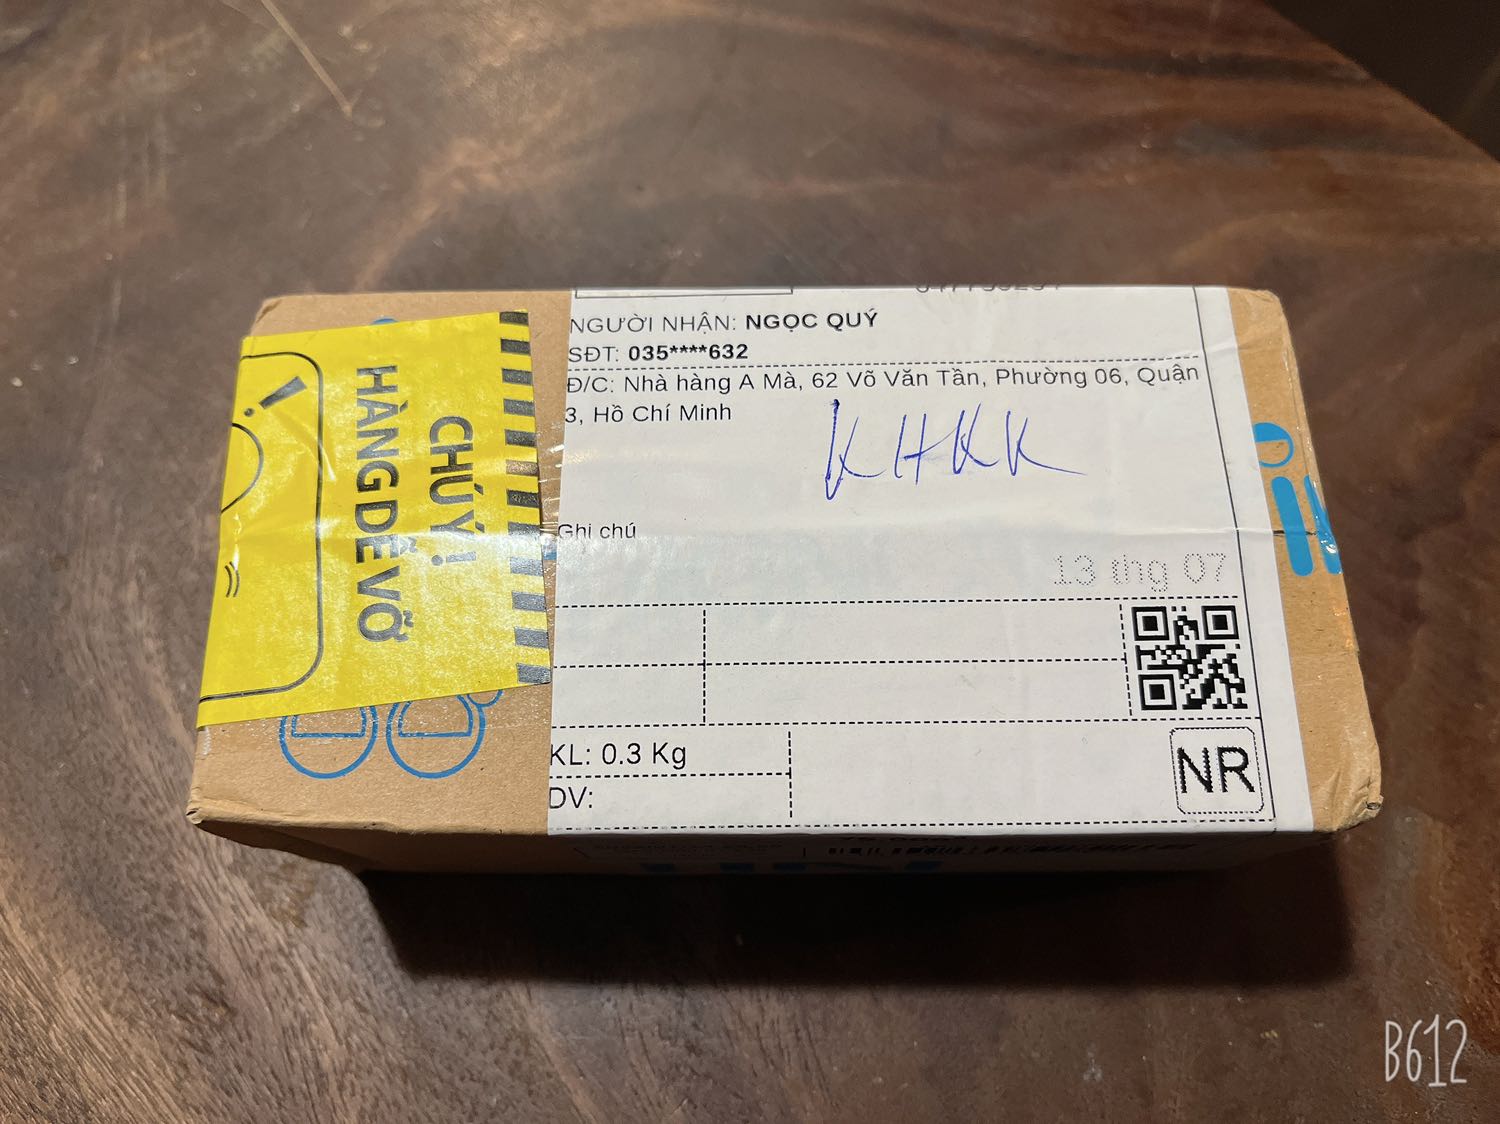 NGƯỜI NHẬN: NGỌC QUÝ
SĐT: 035****632
Đ/C: Nhà hàng A Mà, 62 Võ Văn Tần, Phường 06, Quận
3, Hồ Chí Minh
KHKK
Ghi chú
13 thg 07
KL: 0.3 Kg
NR
DV:
CHÚ Ý !
HÀNG DỄ VỠ
B612